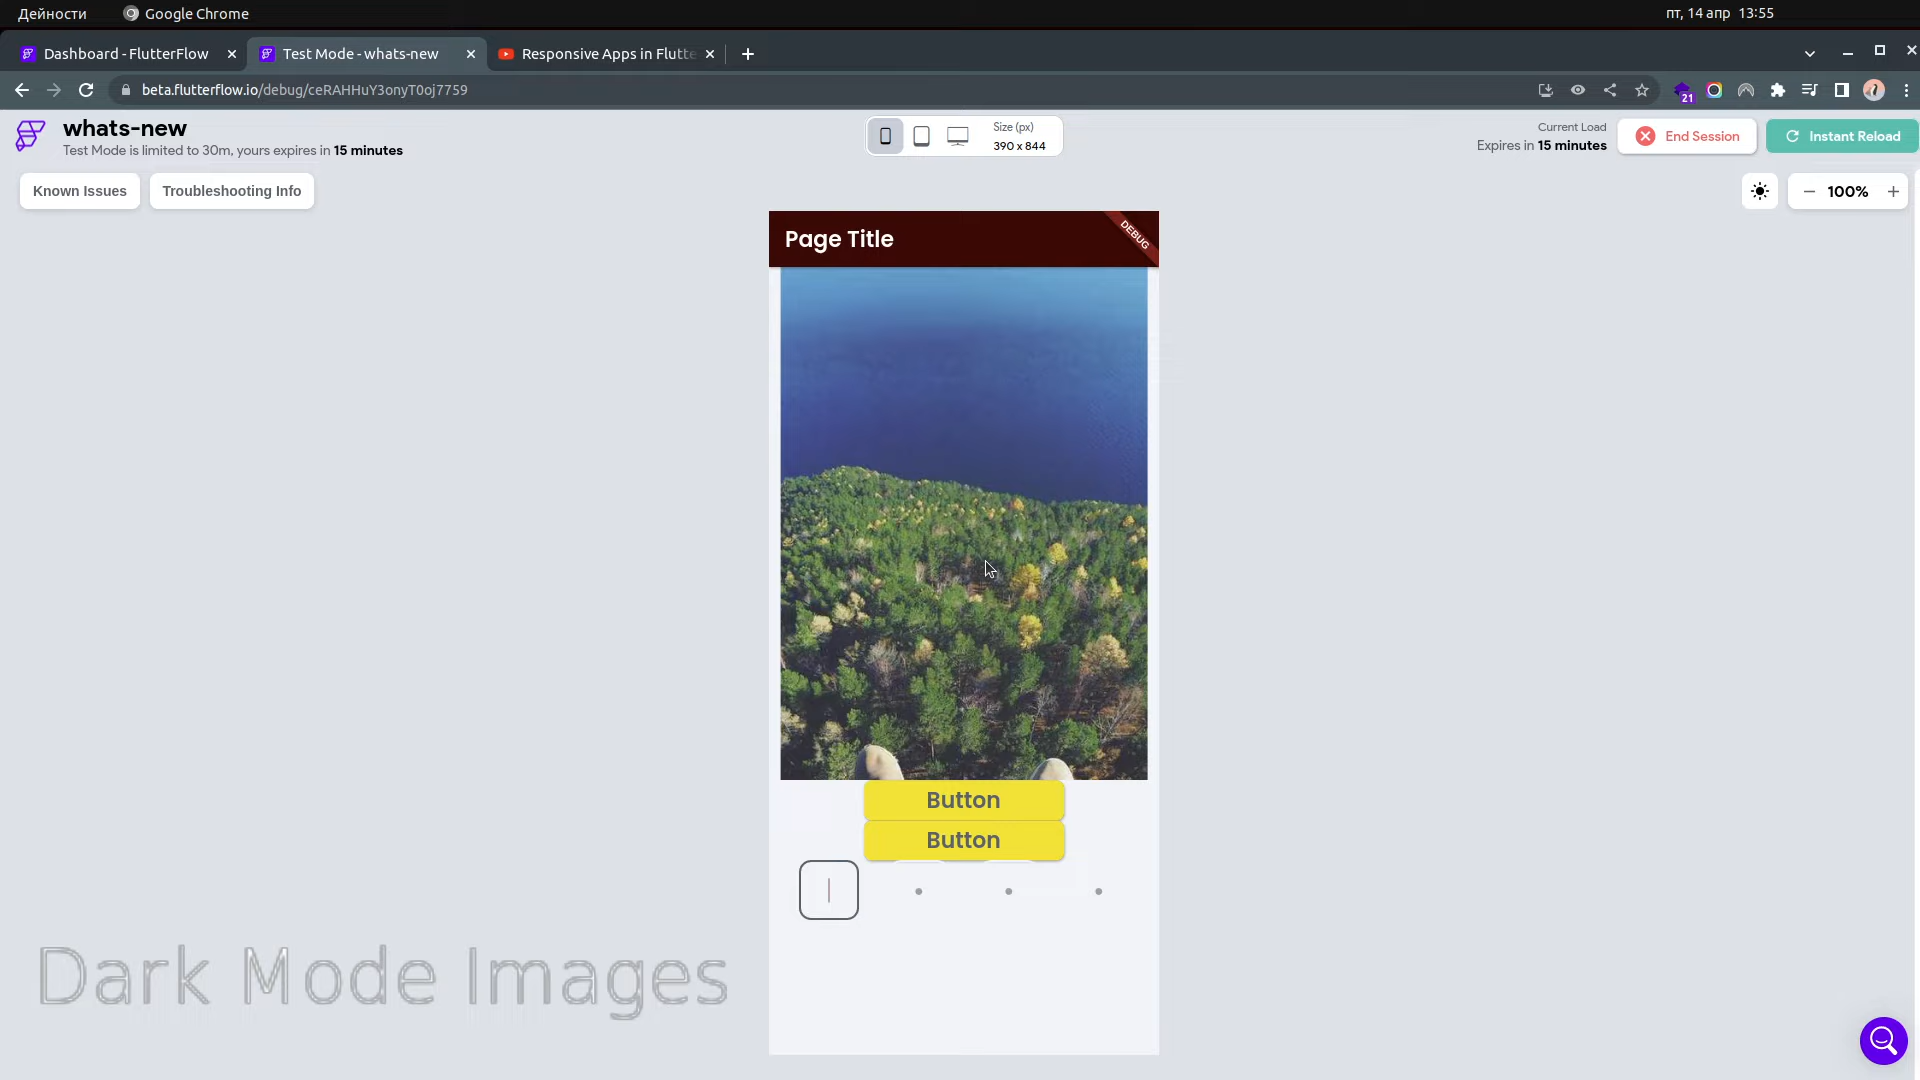 Дейности
Google Chrome
пт, 14 апр 13:55
Dashboard - FlutterFlow
Test Mode - whats-new
Responsive Apps in Flutte
beta.flutterflow.io/debug/ceRAHHuY3onyT0oj7759
21
whats-new
Test Mode is limited to 30m, yours expires in 15 minutes
Size (px)
390 x 844
Current Load
Expires in 15 minutes
End Session
Instant Reload
Known Issues
Troubleshooting Info
100%
Page Title
DEBUG
Button
Button
Dark Mode Images